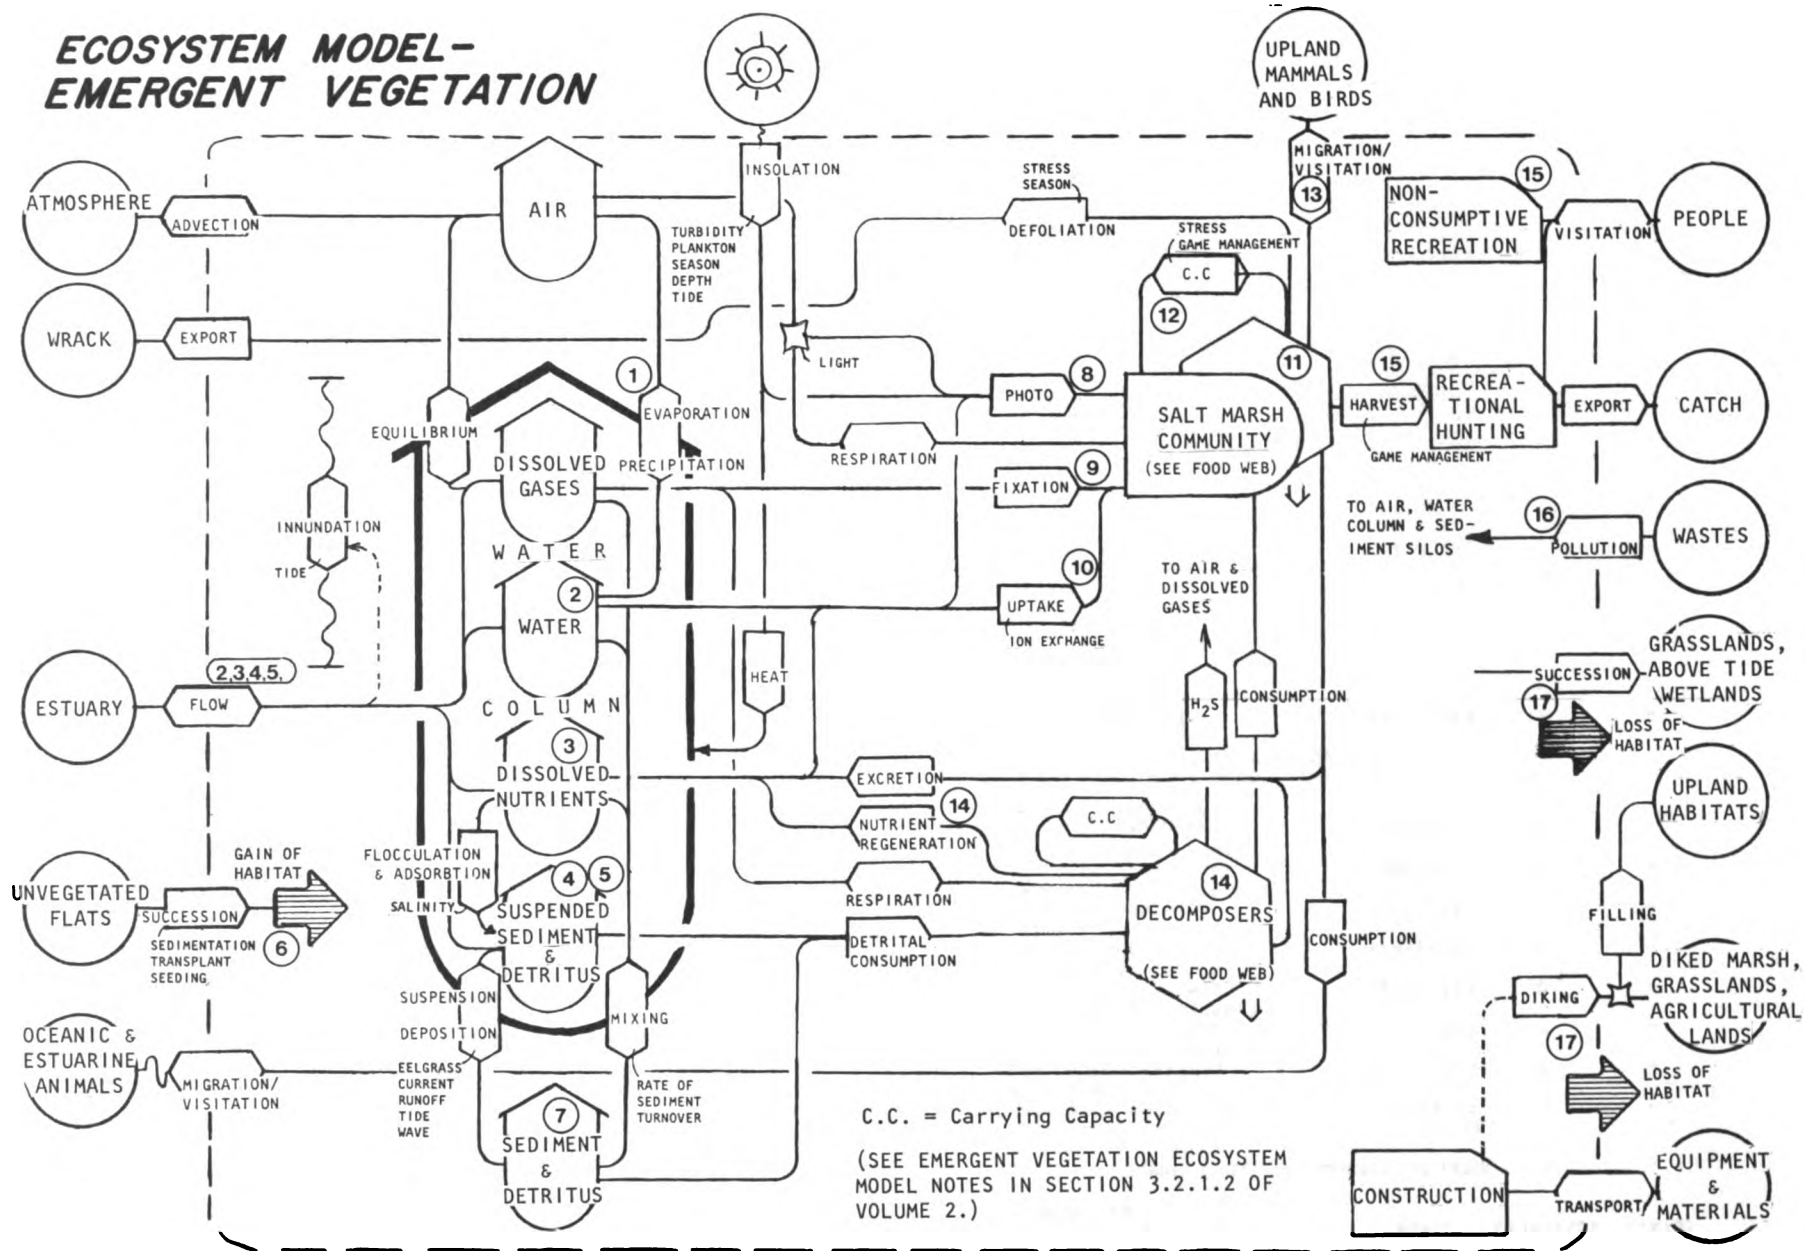 ECOSYSTEM MODEL-
EMERGENT VEGETATION
UPLAND
MAMMALS
AND BIRDS
MIGRATION/
VISITATION
13
INSOLATION
TURBIDITY
PLANKTON
SEASON
DEPTH
TIDE
ATMOSPHERE
ADVECTION
AIR
STRESS
SEASON
DEFOLIATION
STRESS
GAME MANAGEMENT
C.C
12
15
NON-
CONSUMPTIVE
RECREATION
VISITATION
PEOPLE
WRACK
EXPORT
LIGHT
1
EVAPORATION
PRECIPITATION
EQUILIBRIUM
DISSOLVED
GASES
PHOTO
8
RESPIRATION
FIXATION
9
11
SALT MARSH
COMMUNITY
(SEE FOOD WEB)
15
HARVEST
GAME MANAGEMENT
RECREA-
TIONAL
HUNTING
EXPORT
CATCH
INNUNDATION
TIDE
WATER
2
WATER
10
UPTAKE
ION EXCHANGE
TO AIR &
DISSOLVED
GASES
TO AIR, WATER
COLUMN & SED-
IMENT SILOS
16
POLLUTION
WASTES
ESTUARY
2,3,4,5,
FLOW
COLUMN
HEAT
H2S
CONSUMPTION
SUCCESSION
17
GRASSLANDS,
ABOVE TIDE
WETLANDS
LOSS OF
HABITAT
3
DISSOLVED
NUTRIENTS
EXCRETION
NUTRIENT
REGENERATION
14
C.C
UPLAND
HABITATS
UNVEGETATED
FLATS
SUCCESSION
SEDIMENTATION
TRANSPLANT
SEEDING
GAIN OF
HABITAT
6
FLOCCULATION
& ADSORBTION
SALINITY
4
5
SUSPENDED
SEDIMENT
&
DETRITUS
RESPIRATION
DETRITAL
CONSUMPTION
14
DECOMPOSERS
(SEE FOOD WEB)
CONSUMPTION
FILLING
DIKING
DIKED MARSH,
GRASSLANDS,
AGRICULTURAL
LANDS
17
LOSS OF
HABITAT
OCEANIC &
ESTUARINE
ANIMALS
MIGRATION/
VISITATION
SUSPENSION
DEPOSITION
EELGRASS
CURRENT
RUNOFF
TIDE
WAVE
MIXING
RATE OF
SEDIMENT
TURNOVER
7
SEDIMENT
&
DETRITUS
C.C. = Carrying Capacity
(SEE EMERGENT VEGETATION ECOSYSTEM
MODEL NOTES IN SECTION 3.2.1.2 OF
VOLUME 2.)
CONSTRUCTION
TRANSPORT
EQUIPMENT
&
MATERIALS